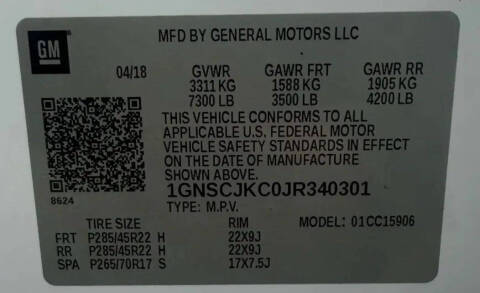 GM
MFD BY GENERAL MOTORS LLC
04/18 GVWR GAWR FRT GAWR RR
3311 KG 1588 KG 1905 KG
7300 LB 3500 LB 4200 LB
THIS VEHICLE CONFORMS TO ALL
APPLICABLE U.S. FEDERAL MOTOR
VEHICLE SAFETY STANDARDS IN EFFECT
ON THE DATE OF MANUFACTURE
SHOWN ABOVE.
8624
1GNSCJKC0JR340301
TYPE: M.P.V. MODEL: 01CC15906
TIRE SIZE RIM
FRT P285/45R22 H 22X9J
RR P285/45R22 H 22X9J
SPA P265/70R17 S 17X7.5J